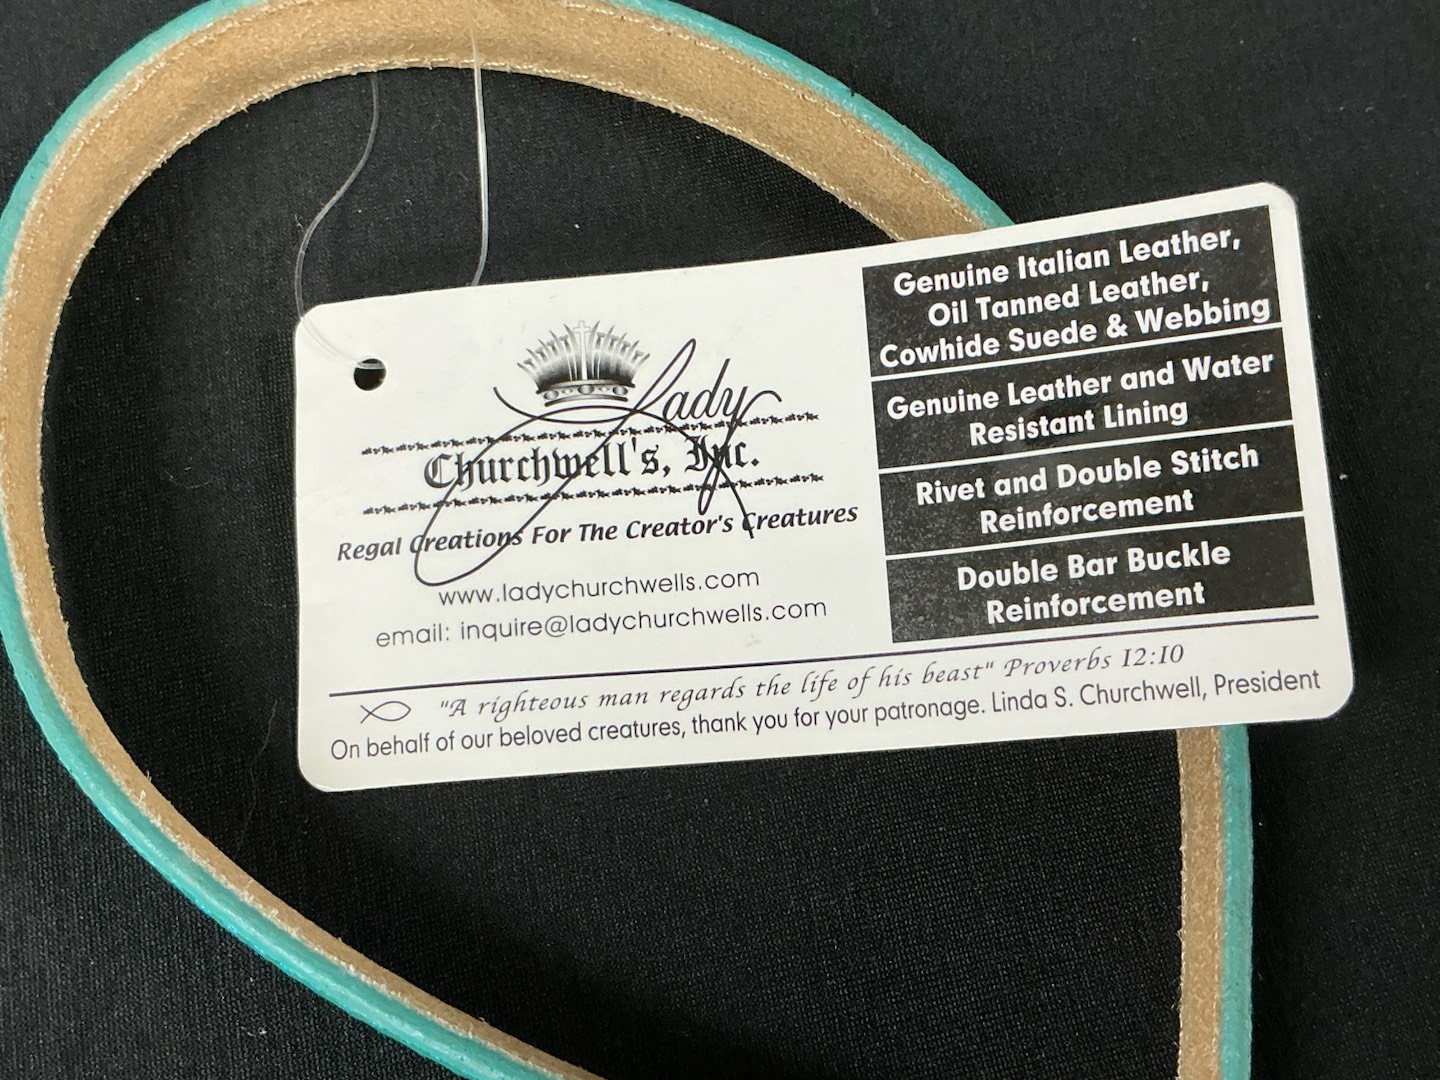 Lady
Churchwell's, Inc.
Regal Creations For The Creator's Creatures
www.ladychurchwells.com
email: inquire@ladychurchwells.com
Genuine Italian Leather,
Oil Tanned Leather,
Cowhide Suede & Webbing
Genuine Leather and Water
Resistant Lining
Rivet and Double Stitch
Reinforcement
Double Bar Buckle
Reinforcement
"A righteous man regards the life of his beast" Proverbs 12:10
On behalf of our beloved creatures, thank you for your patronage. Linda S. Churchwell, President